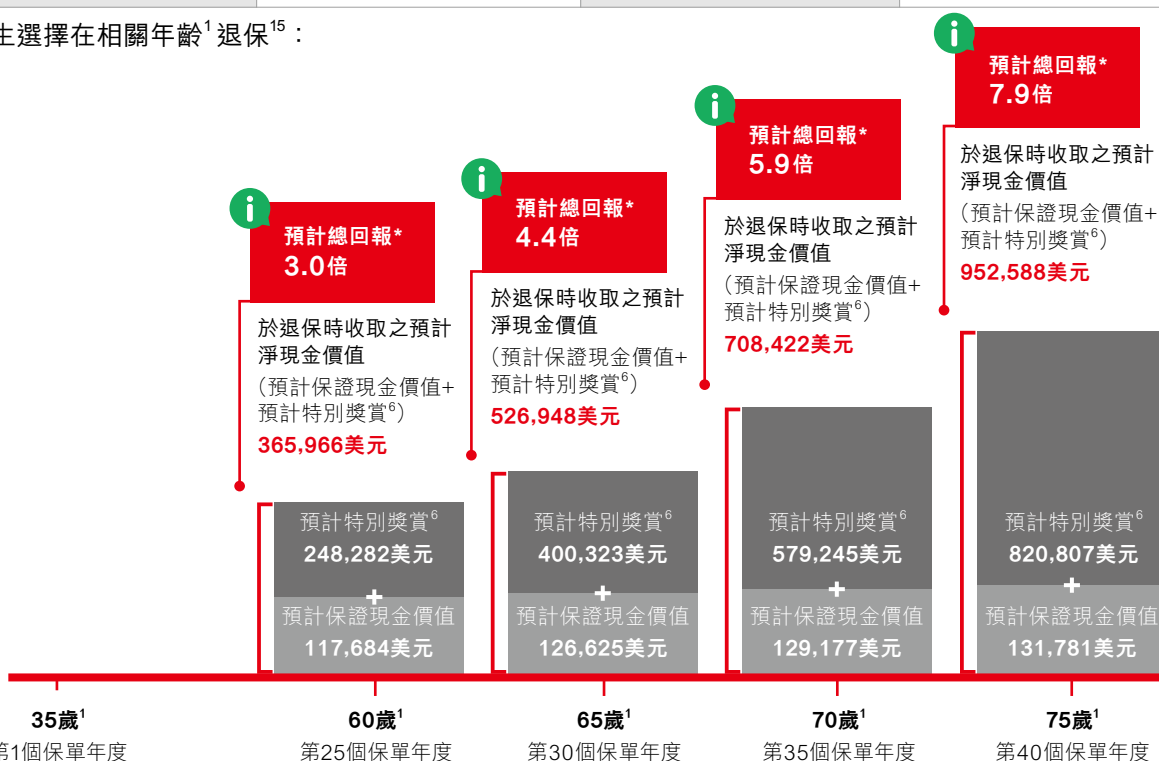 生選擇在相關年齡¹退保¹⁵：
預計總回報*
3.0倍
於退保時收取之預計
淨現金價值
（預計保證現金價值+
預計特別獎賞⁶）
365,966美元
預計特別獎賞⁶
248,282美元
+
預計保證現金價值
117,684美元
預計總回報*
4.4倍
於退保時收取之預計
淨現金價值
（預計保證現金價值+
預計特別獎賞⁶）
526,948美元
預計特別獎賞⁶
400,323美元
+
預計保證現金價值
126,625美元
預計總回報*
5.9倍
於退保時收取之預計
淨現金價值
（預計保證現金價值+
預計特別獎賞⁶）
708,422美元
預計特別獎賞⁶
579,245美元
+
預計保證現金價值
129,177美元
預計總回報*
7.9倍
於退保時收取之預計
淨現金價值
（預計保證現金價值+
預計特別獎賞⁶）
952,588美元
預計特別獎賞⁶
820,807美元
+
預計保證現金價值
131,781美元
35歲¹
第1個保單年度
60歲¹
第25個保單年度
65歲¹
第30個保單年度
70歲¹
第35個保單年度
75歲¹
第40個保單年度